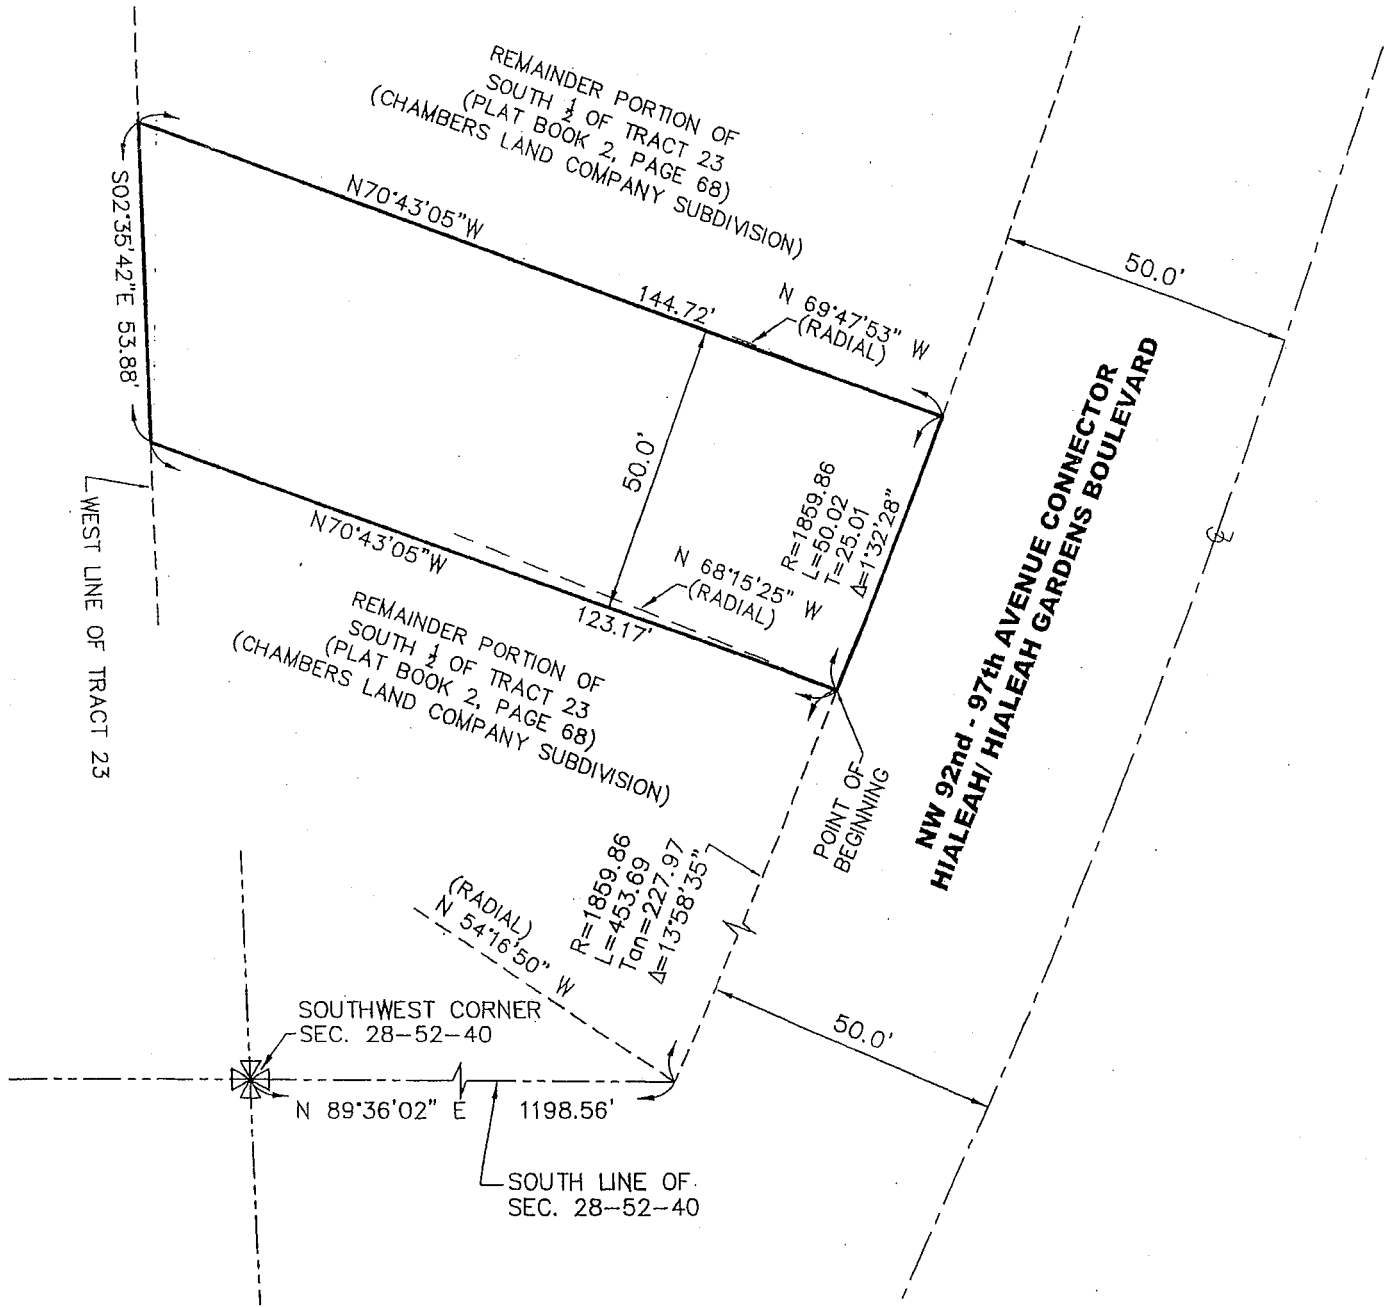 REMAINDER PORTION OF
SOUTH ½ OF TRACT 23
(PLAT BOOK 2, PAGE 68)
(CHAMBERS LAND COMPANY SUBDIVISION)
N70°43'05"W
144.72'
N 69°47'53" W
(RADIAL)
50.0'
S02°35'42"E 53.88'
50.0'
R=1859.86
L=50.02
T=25.01
Δ=1°32'28"
N 68°15'25" W
(RADIAL)
N70°43'05"W
123.17'
WEST LINE OF TRACT 23
REMAINDER PORTION OF
SOUTH ½ OF TRACT 23
(PLAT BOOK 2, PAGE 68)
(CHAMBERS LAND COMPANY SUBDIVISION)
NW 92nd - 97th AVENUE CONNECTOR
HIALEAH/ HIALEAH GARDENS BOULEVARD
POINT OF
BEGINNING
R=1859.86
L=453.69
Tan=227.97
Δ=13°58'35"
(RADIAL)
N 54°16'50" W
SOUTHWEST CORNER
SEC. 28-52-40
N 89°36'02" E
1198.56'
50.0'
SOUTH LINE OF
SEC. 28-52-40